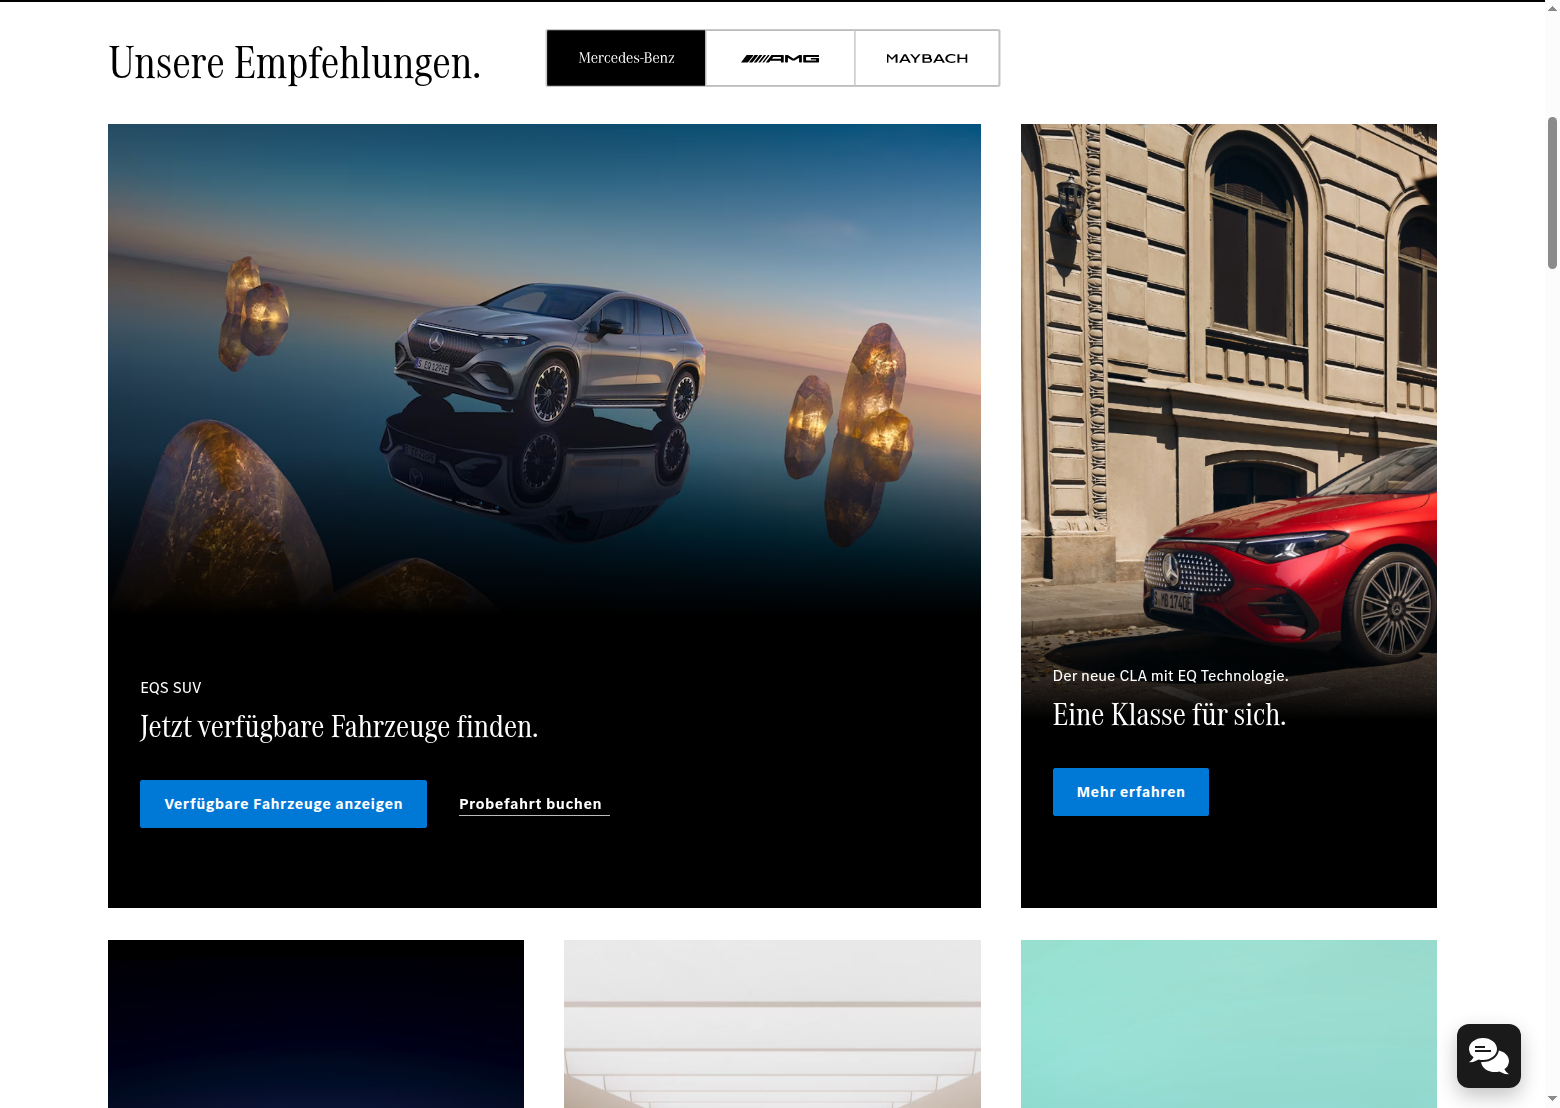 Unsere Empfehlungen.
Mercedes-Benz
AMG
MAYBACH
EQS SUV
Jetzt verfügbare Fahrzeuge finden.
Verfügbare Fahrzeuge anzeigen
Probefahrt buchen
Der neue CLA mit EQ Technologie.
Eine Klasse für sich.
Mehr erfahren